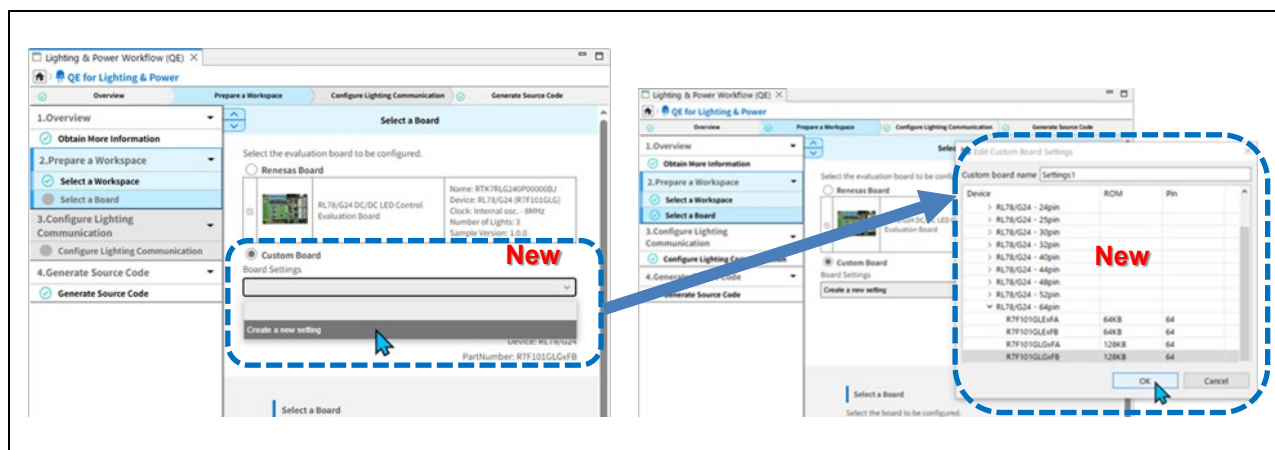 Lighting & Power Workflow (QE)
QE for Lighting & Power
Overview
Prepare a Workspace
Configure Lighting Communication
Generate Source Code
1.Overview
Obtain More Information
2.Prepare a Workspace
Select a Workspace
Select a Board
3.Configure Lighting
Communication
Configure Lighting Communication
4.Generate Source Code
Generate Source Code
Select a Board
Select the evaluation board to be configured.
Renesas Board
RL78/G24 DC/DC LED Control
Evaluation Board
Name: RTK7RLG240P00000BJ
Device: RL78/G24 (R7F101GLG)
Clock: Internal osc. - 8MHz
Number of Lights: 3
Sample Version: 1.0.0
Custom Board
New
Board Settings
Create a new setting
Device: RL78/G24
PartNumber: R7F101GLGxFB
Select a Board
Lighting & Power Workflow (QE)
QE for Lighting & Power
Overview
Prepare a Workspace
Configure Lighting Communication
Generate Source Code
1.Overview
Obtain More Information
2.Prepare a Workspace
Select a Workspace
Select a Board
3.Configure Lighting
Communication
Configure Lighting
4.Generate Source Code
Generate Source Code
Select the evaluation board to be
Renesas Board
Custom Board
Board Settings
Create a new setting
Select a Board
Select the board to be configured.
Edit Custom Board Settings
Custom board name Settings1
Device ROM Pin
RL78/G24 - 24pin
RL78/G24 - 25pin
RL78/G24 - 30pin
RL78/G24 - 32pin
RL78/G24 - 40pin
RL78/G24 - 44pin
RL78/G24 - 48pin
RL78/G24 - 52pin
RL78/G24 - 64pin
R7F101GLExFA 64KB 64
R7F101GLExFB 64KB 64
R7F101GLGxFA 128KB 64
R7F101GLGxFB 128KB 64
New
OK Cancel